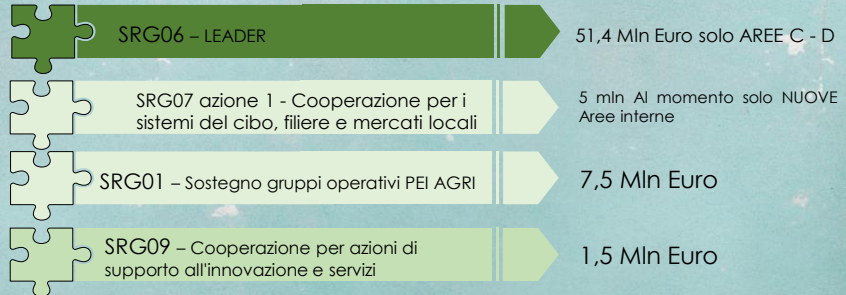 SRG06 – LEADER
51,4 Mln Euro solo AREE C - D
SRG07 azione 1 - Cooperazione per i
sistemi del cibo, filiere e mercati locali
5 mln Al momento solo NUOVE
Aree interne
SRG01 – Sostegno gruppi operativi PEI AGRI
7,5 Mln Euro
SRG09 – Cooperazione per azioni di
supporto all'innovazione e servizi
1,5 Mln Euro